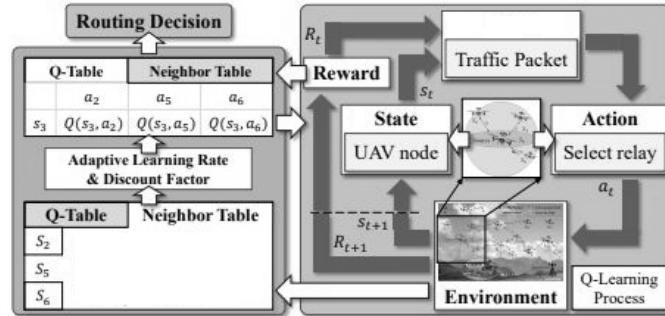 Routing Decision
Q-Table Neighbor Table
a₂ a₅ a₆
s₃ Q(s₃, a₂) Q(s₃, a₅) Q(s₃, a₆)
Adaptive Learning Rate
& Discount Factor
Q-Table Neighbor Table
S₂
S₅
S₆
Rₜ
Reward
Traffic Packet
sₜ
State
UAV node
Action
Select relay
aₜ
sₜ₊₁
Rₜ₊₁
Environment
Q-Learning
Process